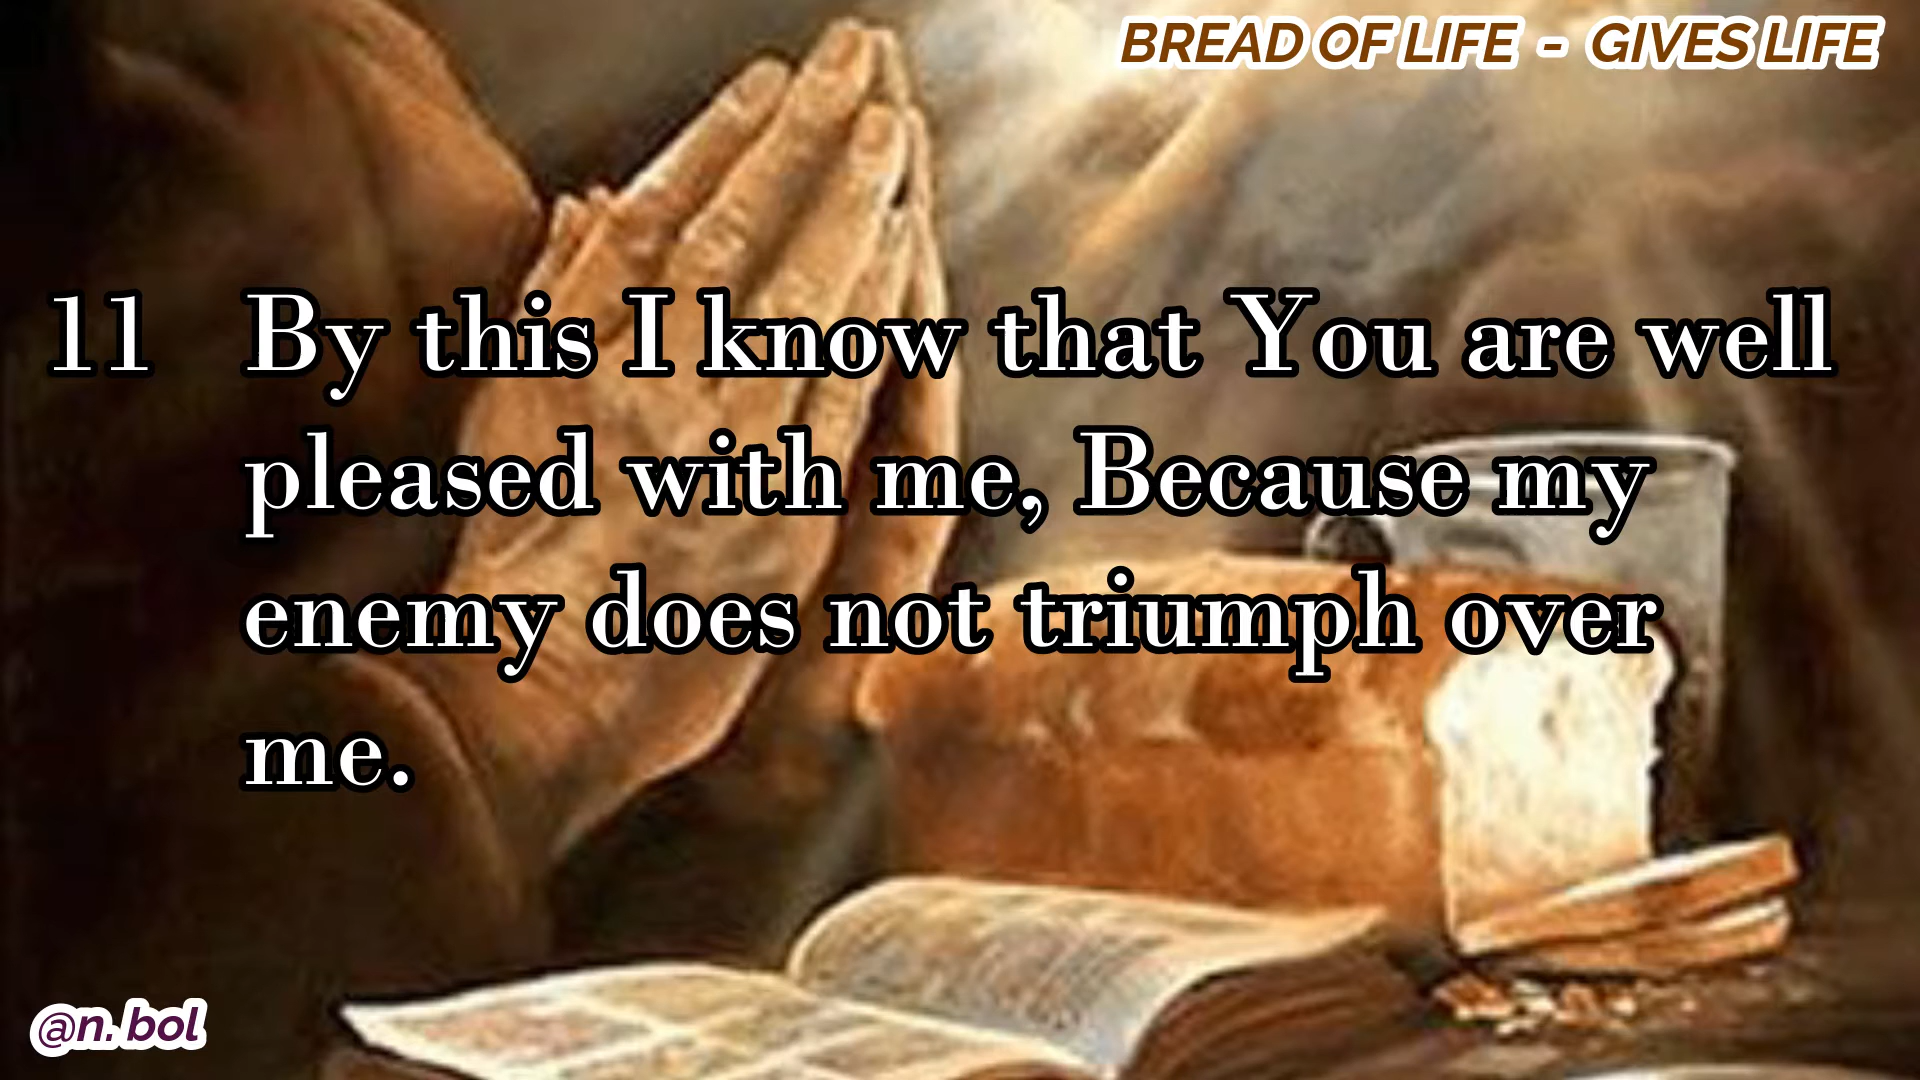 BREAD OF LIFE - GIVES LIFE
11 By this I know that You are well
pleased with me, Because my
enemy does not triumph over
me.
@n. bol